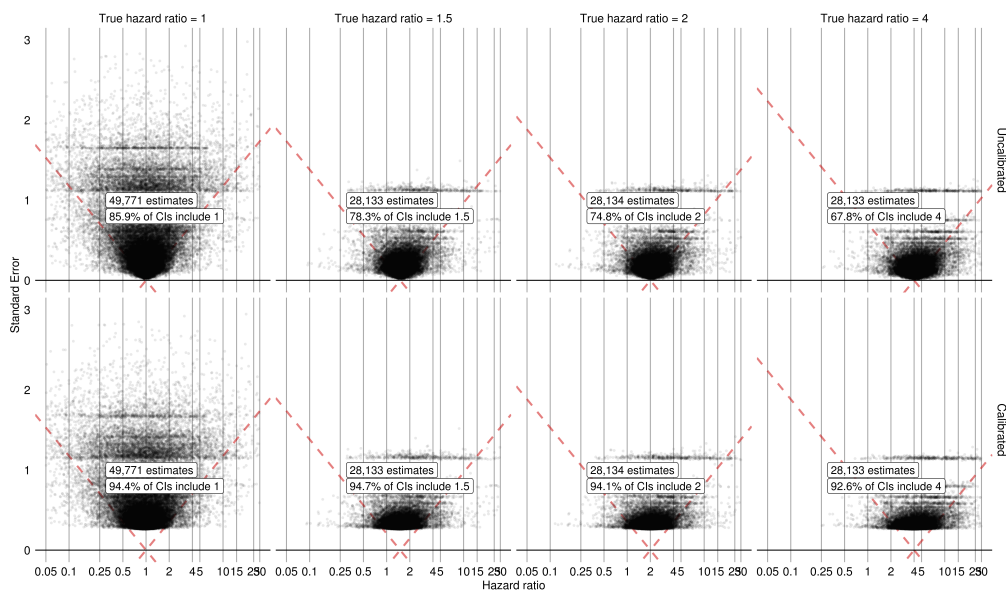 True hazard ratio = 1
True hazard ratio = 1.5
True hazard ratio = 2
True hazard ratio = 4
3
2
1
0
49,771 estimates
85.9% of CIs include 1
28,133 estimates
78.3% of CIs include 1.5
28,134 estimates
74.8% of CIs include 2
28,133 estimates
67.8% of CIs include 4
Uncalibrated
Standard Error
3
2
1
0
49,771 estimates
94.4% of CIs include 1
28,133 estimates
94.7% of CIs include 1.5
28,134 estimates
94.1% of CIs include 2
28,133 estimates
92.6% of CIs include 4
Calibrated
0.05 0.1 0.25 0.5 1 2 4 5 10 15 25 30
0.05 0.1 0.25 0.5 1 2 4 5 10 15 25 30
0.05 0.1 0.25 0.5 1 2 4 5 10 15 25 30
0.05 0.1 0.25 0.5 1 2 4 5 10 15 25 30
Hazard ratio